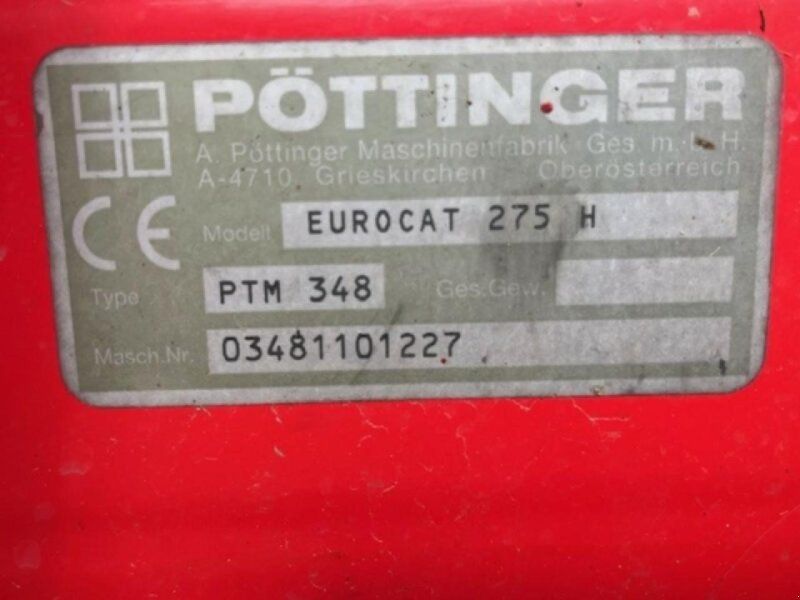 PÖTTINGER
A. Pöttinger Maschinenfabrik Ges. m. b. H.
A-4710 Grieskirchen Oberösterreich
CE Modell EUROCAT 275 H
Type PTM 348 Ges.Gew.
Masch.Nr. 03481101227